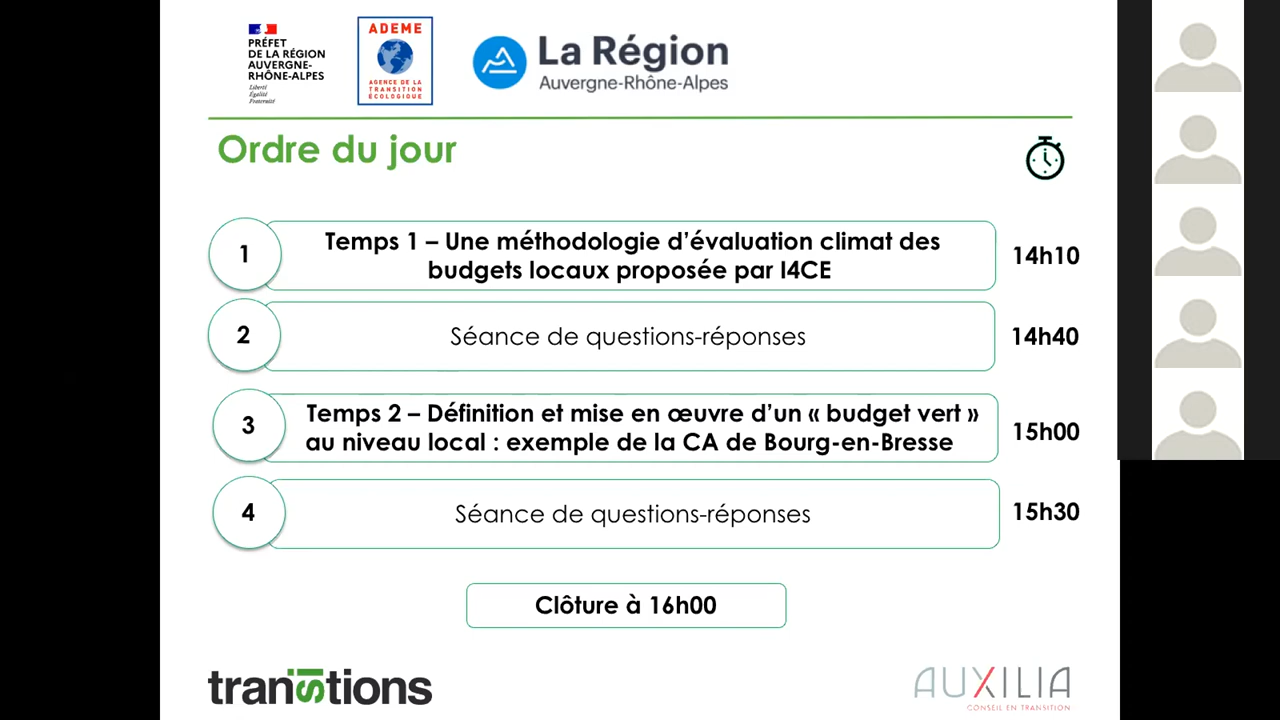 PRÉFET
DE LA RÉGION
AUVERGNE-
RHÔNE-ALPES
Liberté
Égalité
Fraternité
ADEME
AGENCE DE LA
TRANSITION
ÉCOLOGIQUE
La Région
Auvergne-Rhône-Alpes
Ordre du jour
1
Temps 1 – Une méthodologie d’évaluation climat des
budgets locaux proposée par I4CE
14h10
2
Séance de questions-réponses
14h40
3
Temps 2 – Définition et mise en œuvre d’un « budget vert »
au niveau local : exemple de la CA de Bourg-en-Bresse
15h00
4
Séance de questions-réponses
15h30
Clôture à 16h00
transitions
AUXILIA
CONSEIL EN TRANSITION